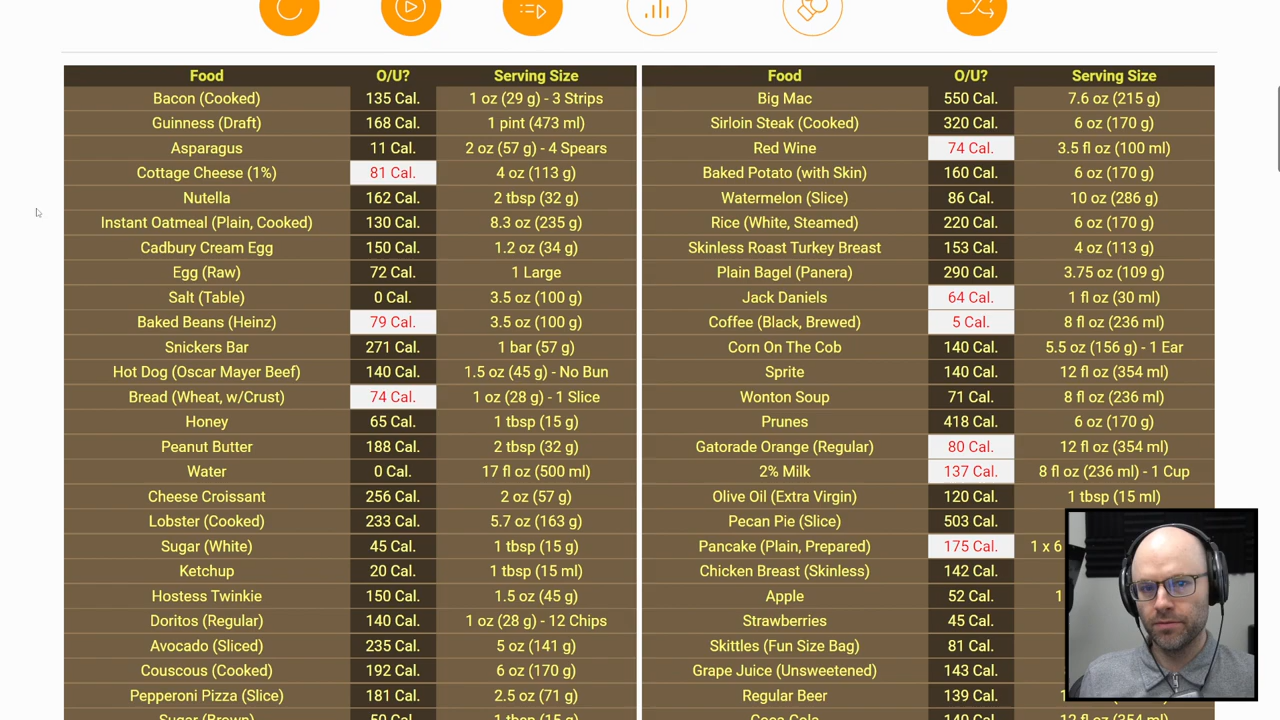 Food O/U? Serving Size
Bacon (Cooked) 135 Cal. 1 oz (29 g) - 3 Strips
Guinness (Draft) 168 Cal. 1 pint (473 ml)
Asparagus 11 Cal. 2 oz (57 g) - 4 Spears
Cottage Cheese (1%) 81 Cal. 4 oz (113 g)
Nutella 162 Cal. 2 tbsp (32 g)
Instant Oatmeal (Plain, Cooked) 130 Cal. 8.3 oz (235 g)
Cadbury Cream Egg 150 Cal. 1.2 oz (34 g)
Egg (Raw) 72 Cal. 1 Large
Salt (Table) 0 Cal. 3.5 oz (100 g)
Baked Beans (Heinz) 79 Cal. 3.5 oz (100 g)
Snickers Bar 271 Cal. 1 bar (57 g)
Hot Dog (Oscar Mayer Beef) 140 Cal. 1.5 oz (45 g) - No Bun
Bread (Wheat, w/Crust) 74 Cal. 1 oz (28 g) - 1 Slice
Honey 65 Cal. 1 tbsp (15 g)
Peanut Butter 188 Cal. 2 tbsp (32 g)
Water 0 Cal. 17 fl oz (500 ml)
Cheese Croissant 256 Cal. 2 oz (57 g)
Lobster (Cooked) 233 Cal. 5.7 oz (163 g)
Sugar (White) 45 Cal. 1 tbsp (15 g)
Ketchup 20 Cal. 1 tbsp (15 ml)
Hostess Twinkie 150 Cal. 1.5 oz (45 g)
Doritos (Regular) 140 Cal. 1 oz (28 g) - 12 Chips
Avocado (Sliced) 235 Cal. 5 oz (141 g)
Couscous (Cooked) 192 Cal. 6 oz (170 g)
Pepperoni Pizza (Slice) 181 Cal. 2.5 oz (71 g)
Sugar (Brown) 50 Cal. 1 tbsp (15 g)
Food O/U? Serving Size
Big Mac 550 Cal. 7.6 oz (215 g)
Sirloin Steak (Cooked) 320 Cal. 6 oz (170 g)
Red Wine 74 Cal. 3.5 fl oz (100 ml)
Baked Potato (with Skin) 160 Cal. 6 oz (170 g)
Watermelon (Slice) 86 Cal. 10 oz (286 g)
Rice (White, Steamed) 220 Cal. 6 oz (170 g)
Skinless Roast Turkey Breast 153 Cal. 4 oz (113 g)
Plain Bagel (Panera) 290 Cal. 3.75 oz (109 g)
Jack Daniels 64 Cal. 1 fl oz (30 ml)
Coffee (Black, Brewed) 5 Cal. 8 fl oz (236 ml)
Corn On The Cob 140 Cal. 5.5 oz (156 g) - 1 Ear
Sprite 140 Cal. 12 fl oz (354 ml)
Wonton Soup 71 Cal. 8 fl oz (236 ml)
Prunes 418 Cal. 6 oz (170 g)
Gatorade Orange (Regular) 80 Cal. 12 fl oz (354 ml)
2% Milk 137 Cal. 8 fl oz (236 ml) - 1 Cup
Olive Oil (Extra Virgin) 120 Cal. 1 tbsp (15 ml)
Pecan Pie (Slice) 503 Cal.
Pancake (Plain, Prepared) 175 Cal. 1 x 6
Chicken Breast (Skinless) 142 Cal.
Apple 52 Cal. 1
Strawberries 45 Cal.
Skittles (Fun Size Bag) 81 Cal.
Grape Juice (Unsweetened) 143 Cal.
Regular Beer 139 Cal. 1
Coca Cola 140 Cal. 12 fl oz (354 ml)